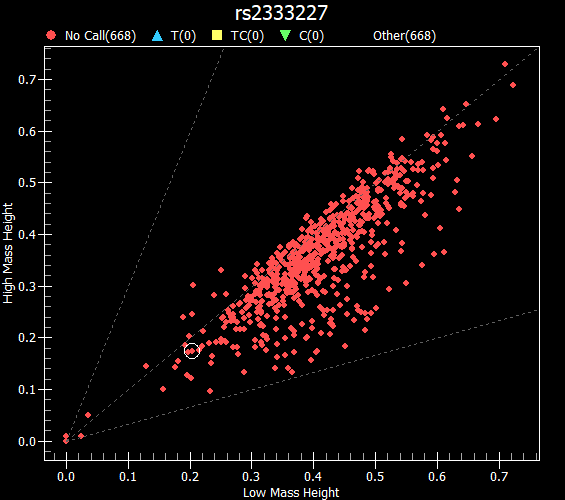 rs2333227
No Call(668) T(0) TC(0) C(0) Other(668)
High Mass Height
0.7
0.6
0.5
0.4
0.3
0.2
0.1
0.0
0.0 0.1 0.2 0.3 0.4 0.5 0.6 0.7
Low Mass Height